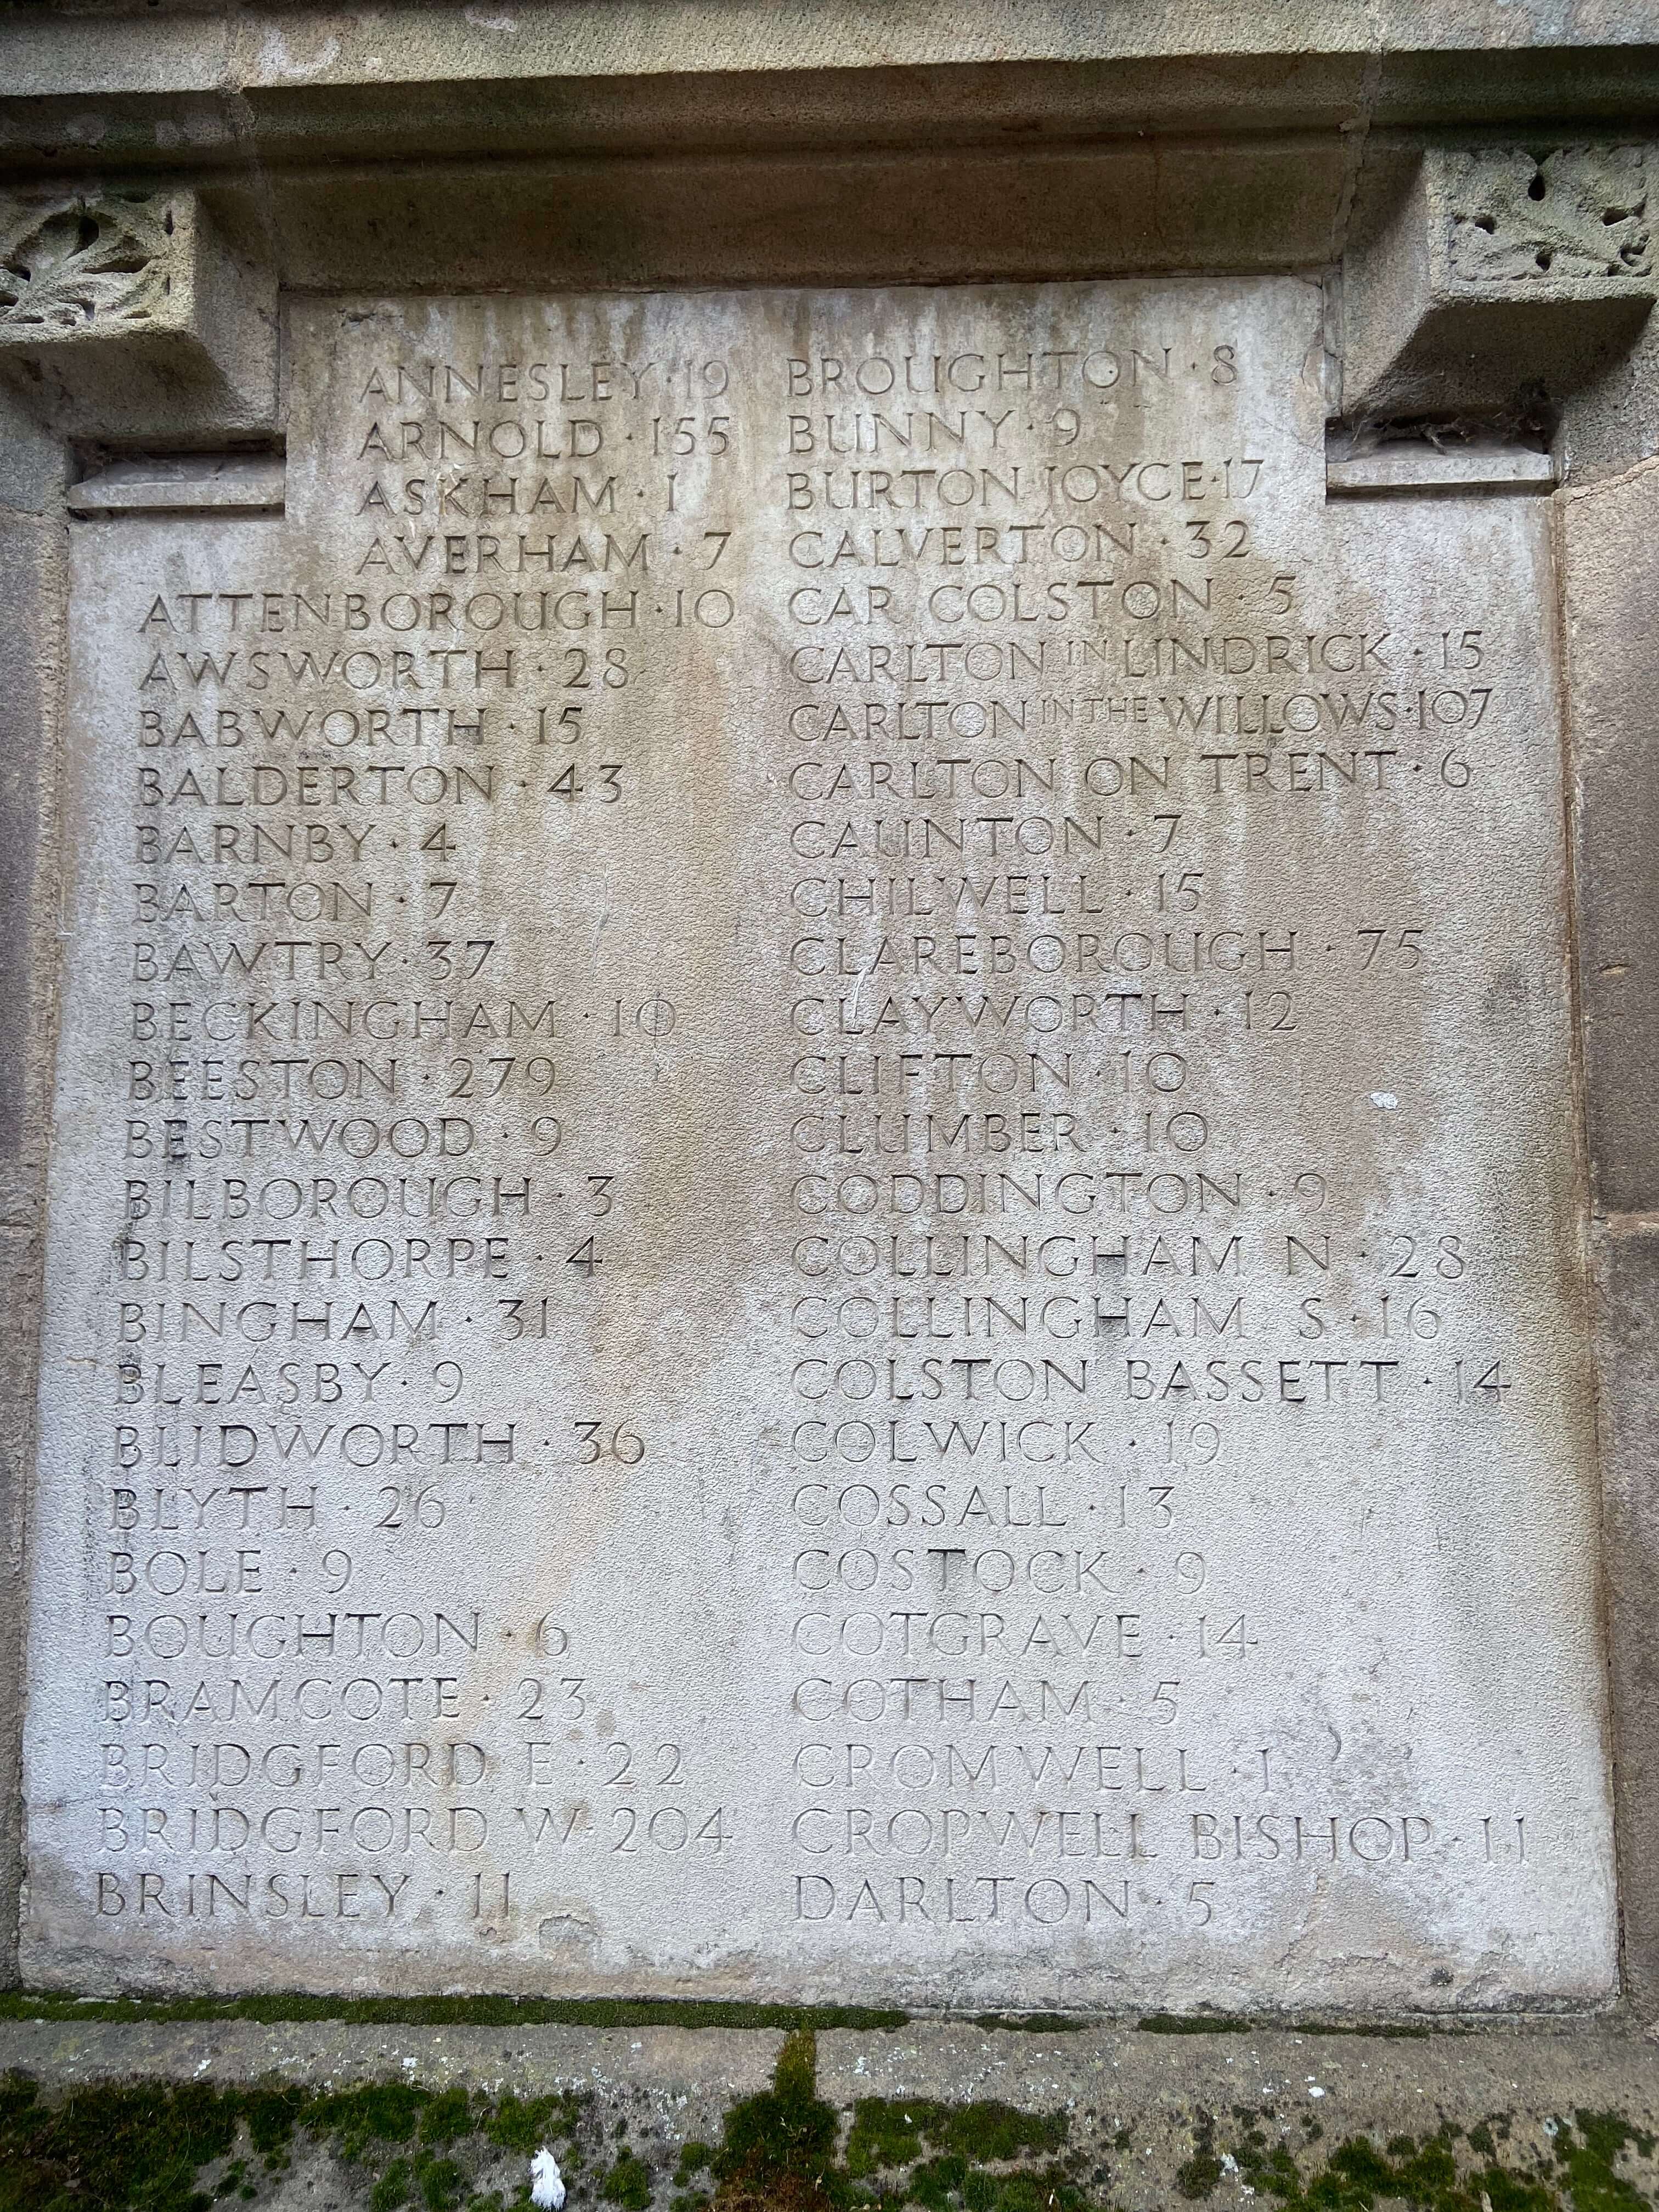 ANNESLEY · 19
ARNOLD · 155
ASKHAM · 1
AVERHAM · 7
ATTENBOROUGH · 10
AWSWORTH · 28
BABWORTH · 15
BALDERTON · 43
BARNBY · 4
BARTON · 7
BAWTRY · 37
BECKINGHAM · 10
BEESTON · 279
BESTWOOD · 9
BILBOROUGH · 3
BILSTHORPE · 4
BINGHAM · 31
BLEASBY · 9
BLIDWORTH · 36
BLYTH · 26
BOLE · 9
BOUGHTON · 6
BRAMCOTE · 23
BRIDGFORD E · 22
BRIDGFORD W · 204
BRINSLEY · 11
BROUGHTON · 8
BUNNY · 9
BURTON JOYCE · 17
CALVERTON · 32
CAR COLSTON · 5
CARLTON IN LINDRICK · 15
CARLTON IN THE WILLOWS · 107
CARLTON ON TRENT · 6
CAUNTON · 7
CHILWELL · 15
CLAREBOROUGH · 75
CLAYWORTH · 12
CLIFTON · 10
CLUMBER · 10
CODDINGTON · 9
COLLINGHAM N · 28
COLLINGHAM S · 16
COLSTON BASSETT · 14
COLWICK · 19
COSSALL · 13
COSTOCK · 9
COTGRAVE · 14
COTHAM · 5
CROMWELL · 1
CROPWELL BISHOP · 11
DARLTON · 5